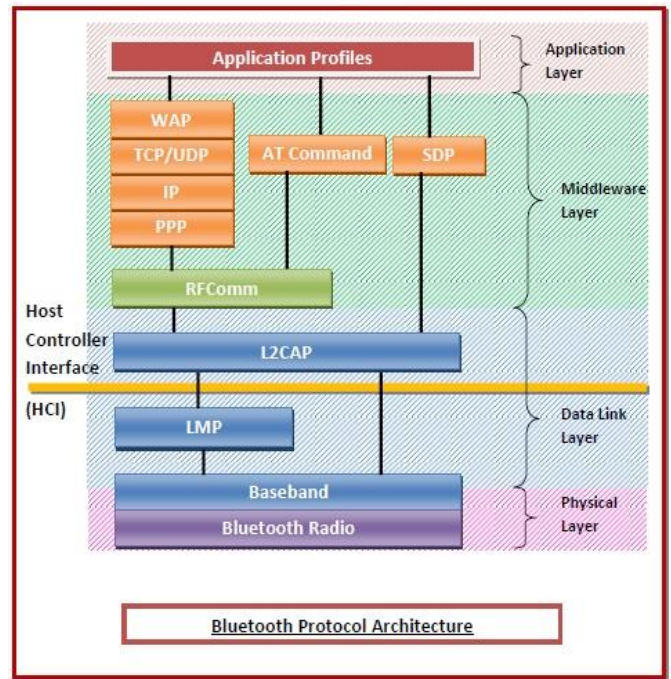 Application Profiles
Application
Layer
WAP
TCP/UDP
IP
PPP
AT Command
SDP
Middleware
Layer
RFComm
Host
Controller
Interface
(HCI)
L2CAP
LMP
Data Link
Layer
Baseband
Bluetooth Radio
Physical
Layer
Bluetooth Protocol Architecture